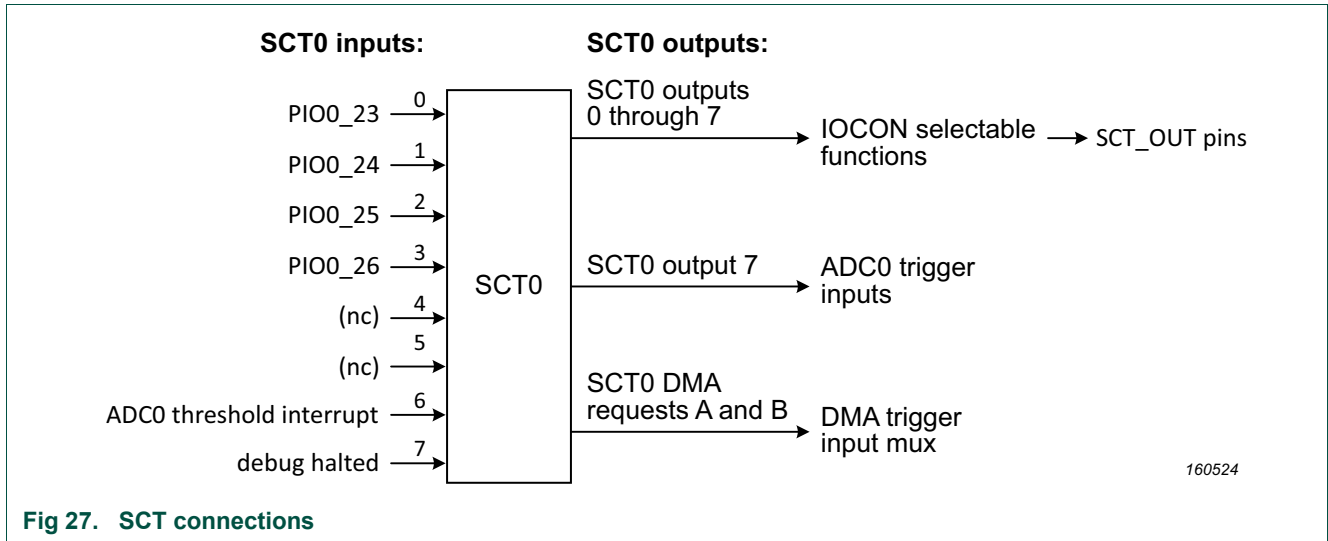 SCT0 inputs:
SCT0 outputs:
PIO0_23
0
PIO0_24
1
PIO0_25
2
PIO0_26
3
(nc)
4
(nc)
5
ADC0 threshold interrupt
6
debug halted
7
SCT0
SCT0 outputs
0 through 7
IOCON selectable
functions
SCT_OUT pins
SCT0 output 7
ADC0 trigger
inputs
SCT0 DMA
requests A and B
DMA trigger
input mux
160524
Fig 27. SCT connections